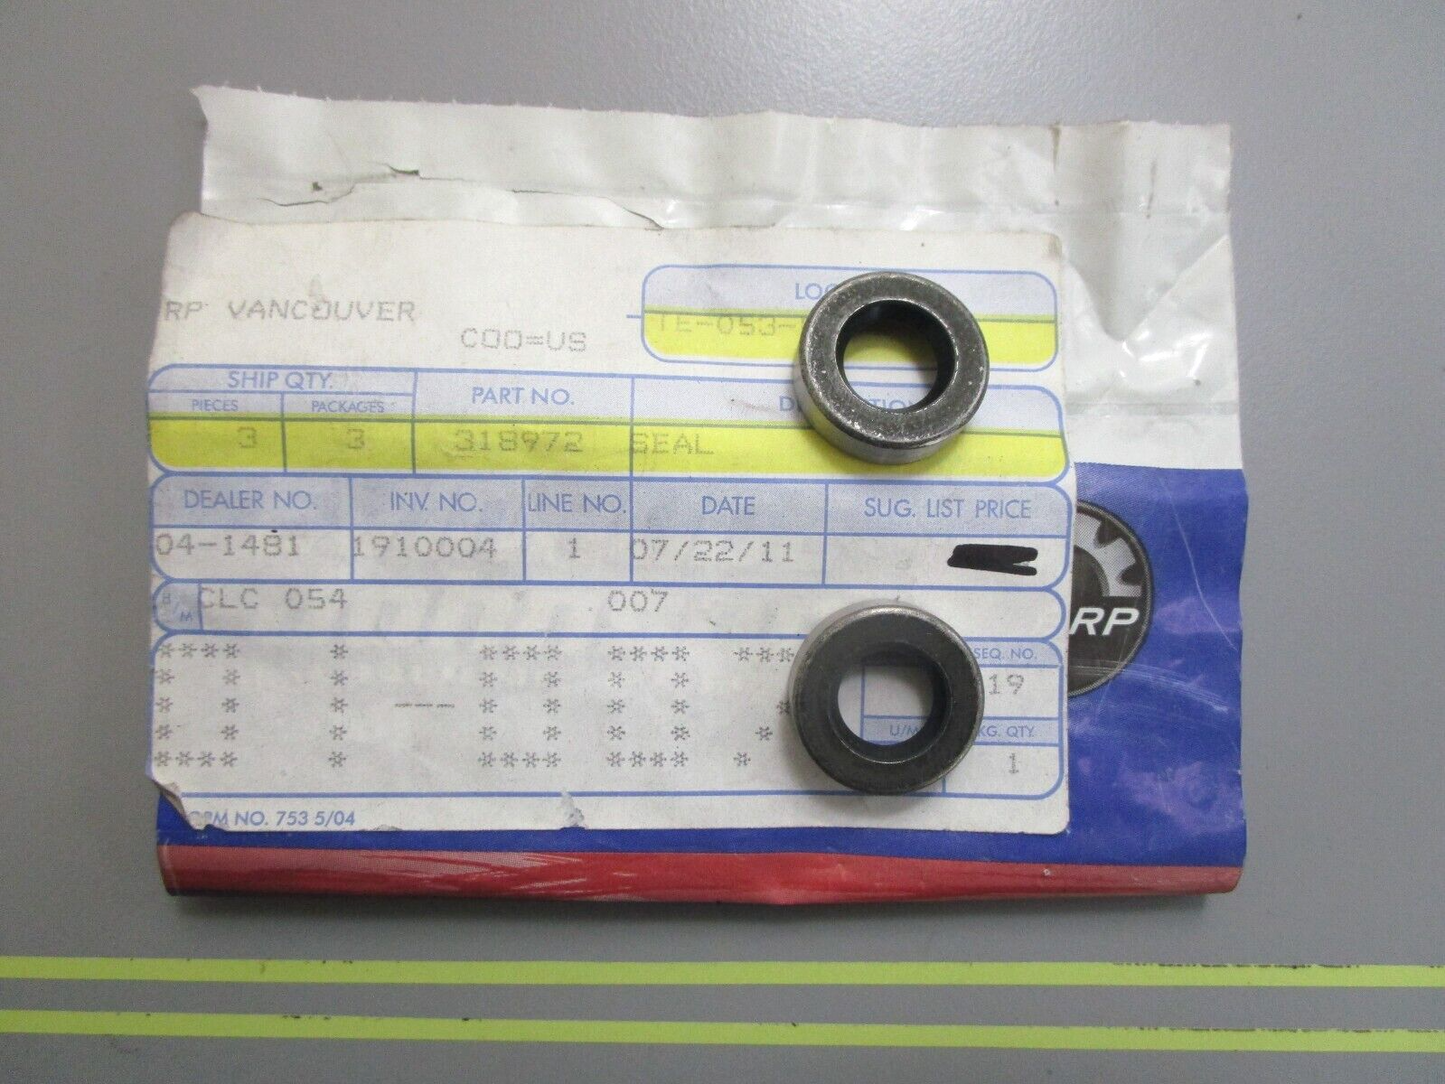 RP VANCOUVER
COO=US
TE-053-
SHIP QTY.
PIECES PACKAGES PART NO.
3 3 318972 SEAL
DEALER NO. INV. NO. LINE NO. DATE SUG. LIST PRICE
04-1481 1910004 1 07/22/11
B/M CLC 054 007
**** * **** **** ***
* * * * * *
* * * --- * * * * *
* * * * * * * *
**** * **** **** *
SEQ. NO.
19
U/M KG. QTY.
1
ORM NO. 753 5/04
RP